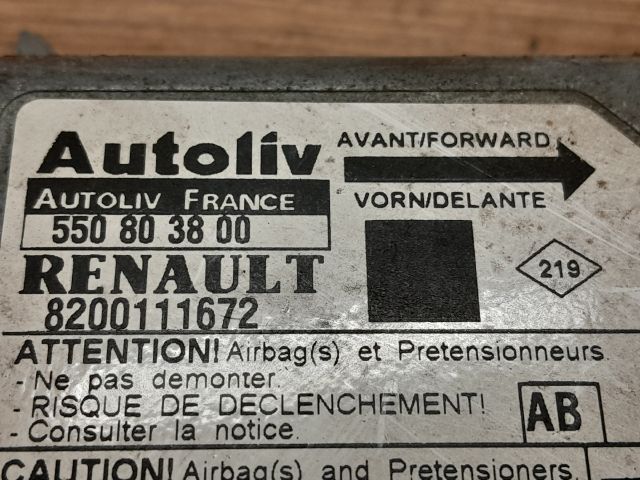 Autoliv
AVANT/FORWARD
AUTOLIV FRANCE
VORN/DELANTE
550 80 38 00
RENAULT
219
8200111672
ATTENTION! Airbag(s) et Pretensionneurs.
- Ne pas demonter.
- RISQUE DE DECLENCHEMENT!
- Consulter la notice.
AB
CAUTION! Airbag(s) and Pretensioners